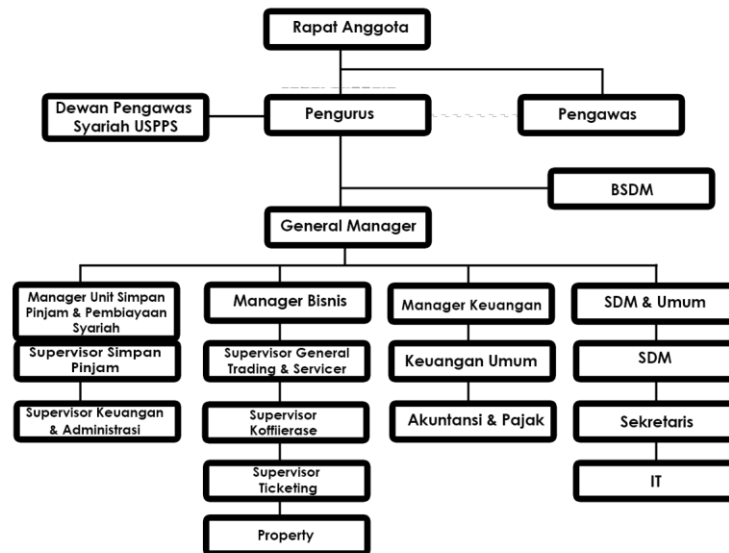 Rapat Anggota
Dewan Pengawas
Syariah USPPS
Pengurus
Pengawas
BSDM
General Manager
Manager Unit Simpan
Pinjam & Pembiayaan
Syariah
Manager Bisnis
Manager Keuangan
SDM & Umum
Supervisor Simpan
Pinjam
Supervisor General
Trading & Servicer
Keuangan Umum
SDM
Supervisor Keuangan
& Administrasi
Supervisor
Koffiierase
Akuntansi & Pajak
Sekretaris
Supervisor
Ticketing
IT
Property